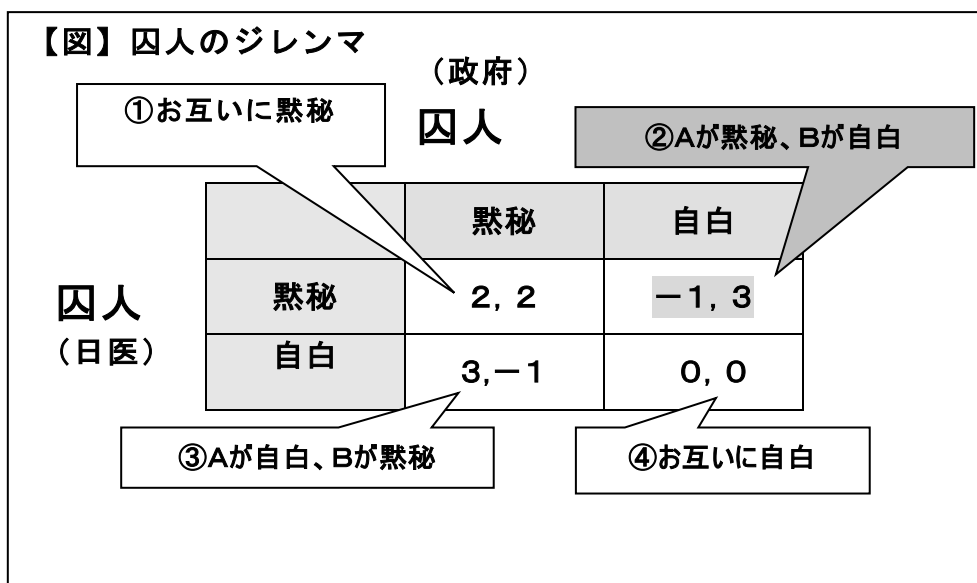 【図】囚人のジレンマ
（政府）
①お互いに黙秘
囚人
②Aが黙秘、Bが自白
黙秘 自白
囚人
（日医）
黙秘 2, 2 －1, 3
自白 3,－1 0, 0
③Aが自白、Bが黙秘
④お互いに自白